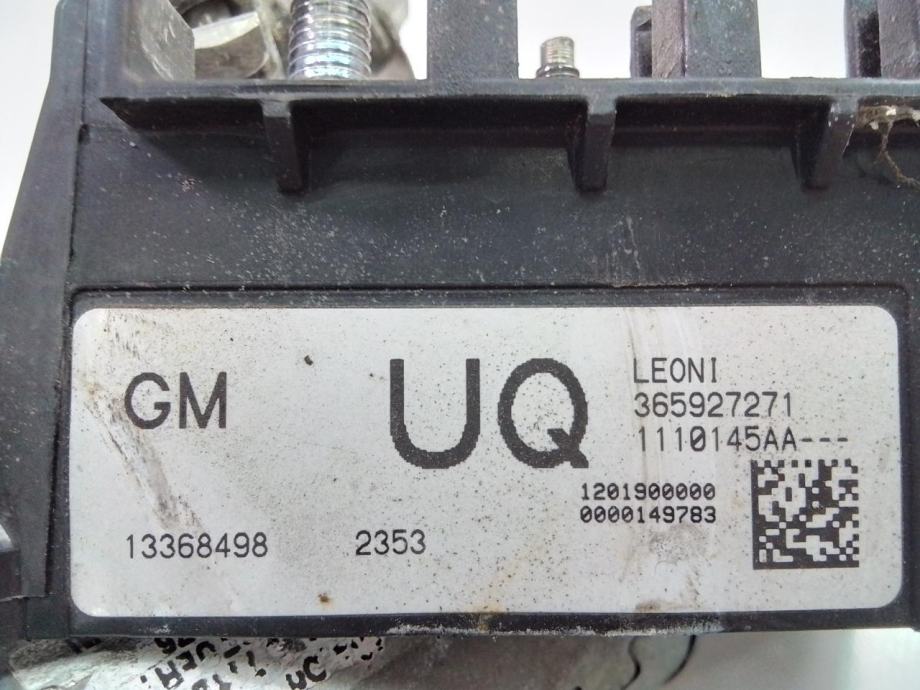 GM
UQ
LEONI
365927271
1110145AA---
1201900000
0000149783
13368498
2353